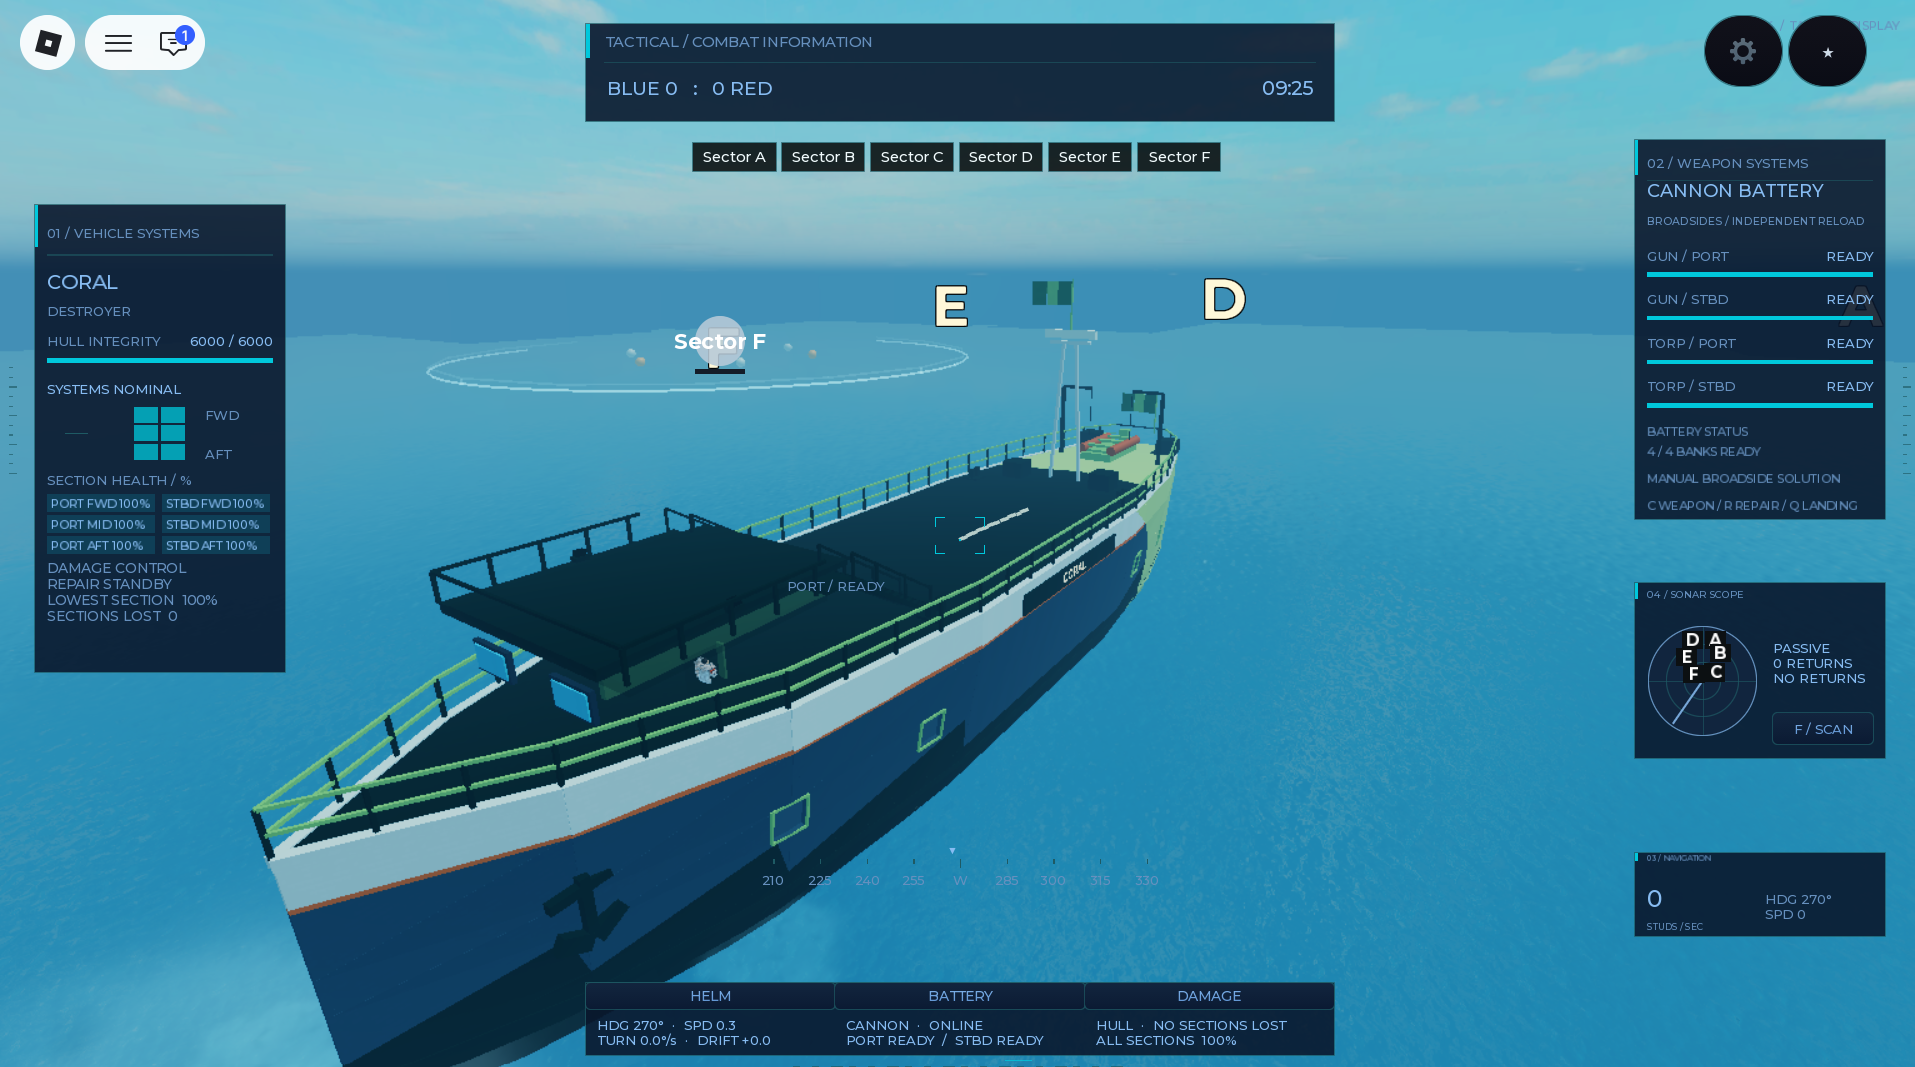 1
TACTICAL / COMBAT INFORMATION
BLUE 0 : 0 RED 09:25
Sector A Sector B Sector C Sector D Sector E Sector F
01 / VEHICLE SYSTEMS
CORAL
DESTROYER
HULL INTEGRITY 6000 / 6000
SYSTEMS NOMINAL
FWD
AFT
SECTION HEALTH / %
PORT FWD 100% STBD FWD 100%
PORT MID 100% STBD MID 100%
PORT AFT 100% STBD AFT 100%
DAMAGE CONTROL
REPAIR STANDBY
LOWEST SECTION 100%
SECTIONS LOST 0
E
D
Sector F
F
A
PORT / READY
CORAL
02 / WEAPON SYSTEMS
CANNON BATTERY
BROADSIDES / INDEPENDENT RELOAD
GUN / PORT READY
GUN / STBD READY
TORP / PORT READY
TORP / STBD READY
BATTERY STATUS
4 / 4 BANKS READY
MANUAL BROADSIDE SOLUTION
C WEAPON / R REPAIR / Q LANDING
04 / SONAR SCOPE
D A
E B
F C
PASSIVE
0 RETURNS
NO RETURNS
F / SCAN
03 / NAVIGATION
0
STUDS / SEC
HDG 270°
SPD 0
210 225 240 255 W 285 300 315 330
HELM BATTERY DAMAGE
HDG 270° · SPD 0.3 CANNON · ONLINE HULL · NO SECTIONS LOST
TURN 0.0°/s · DRIFT +0.0 PORT READY / STBD READY ALL SECTIONS 100%